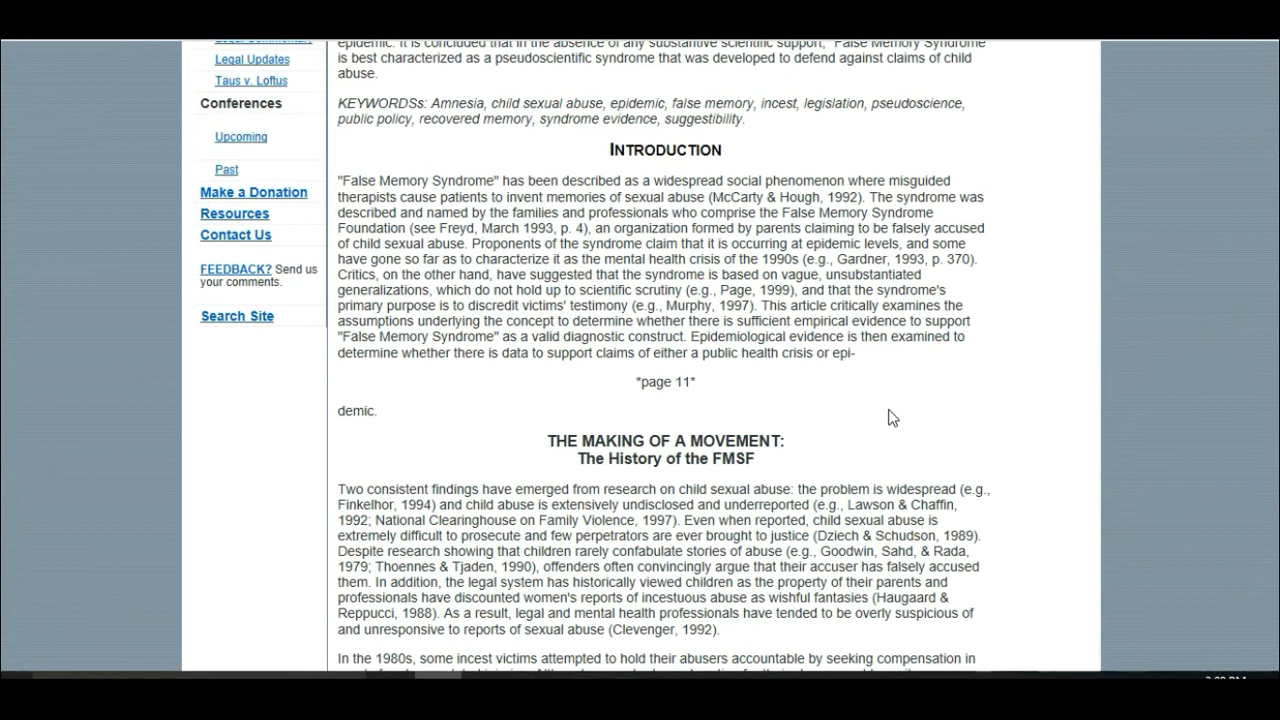 Legal Updates
Taus v. Loftus
Conferences
Upcoming
Past
Make a Donation
Resources
Contact Us
FEEDBACK? Send us
your comments.
Search Site
epidemic. It is concluded that in the absence of any substantive scientific support, "False Memory Syndrome"
is best characterized as a pseudoscientific syndrome that was developed to defend against claims of child
abuse.
KEYWORDSs: Amnesia, child sexual abuse, epidemic, false memory, incest, legislation, pseudoscience,
public policy, recovered memory, syndrome evidence, suggestibility.
INTRODUCTION
"False Memory Syndrome" has been described as a widespread social phenomenon where misguided
therapists cause patients to invent memories of sexual abuse (McCarty & Hough, 1992). The syndrome was
described and named by the families and professionals who comprise the False Memory Syndrome
Foundation (see Freyd, March 1993, p. 4), an organization formed by parents claiming to be falsely accused
of child sexual abuse. Proponents of the syndrome claim that it is occurring at epidemic levels, and some
have gone so far as to characterize it as the mental health crisis of the 1990s (e.g., Gardner, 1993, p. 370).
Critics, on the other hand, have suggested that the syndrome is based on vague, unsubstantiated
generalizations, which do not hold up to scientific scrutiny (e.g., Page, 1999), and that the syndrome's
primary purpose is to discredit victims' testimony (e.g., Murphy, 1997). This article critically examines the
assumptions underlying the concept to determine whether there is sufficient empirical evidence to support
"False Memory Syndrome" as a valid diagnostic construct. Epidemiological evidence is then examined to
determine whether there is data to support claims of either a public health crisis or epi-
*page 11*
demic.
THE MAKING OF A MOVEMENT:
The History of the FMSF
Two consistent findings have emerged from research on child sexual abuse: the problem is widespread (e.g.,
Finkelhor, 1994) and child abuse is extensively undisclosed and underreported (e.g., Lawson & Chaffin,
1992; National Clearinghouse on Family Violence, 1997). Even when reported, child sexual abuse is
extremely difficult to prosecute and few perpetrators are ever brought to justice (Dziech & Schudson, 1989).
Despite research showing that children rarely confabulate stories of abuse (e.g., Goodwin, Sahd, & Rada,
1979; Thoennes & Tjaden, 1990), offenders often convincingly argue that their accuser has falsely accused
them. In addition, the legal system has historically viewed children as the property of their parents and
professionals have discounted women's reports of incestuous abuse as wishful fantasies (Haugaard &
Reppucci, 1988). As a result, legal and mental health professionals have tended to be overly suspicious of
and unresponsive to reports of sexual abuse (Clevenger, 1992).
In the 1980s, some incest victims attempted to hold their abusers accountable by seeking compensation in